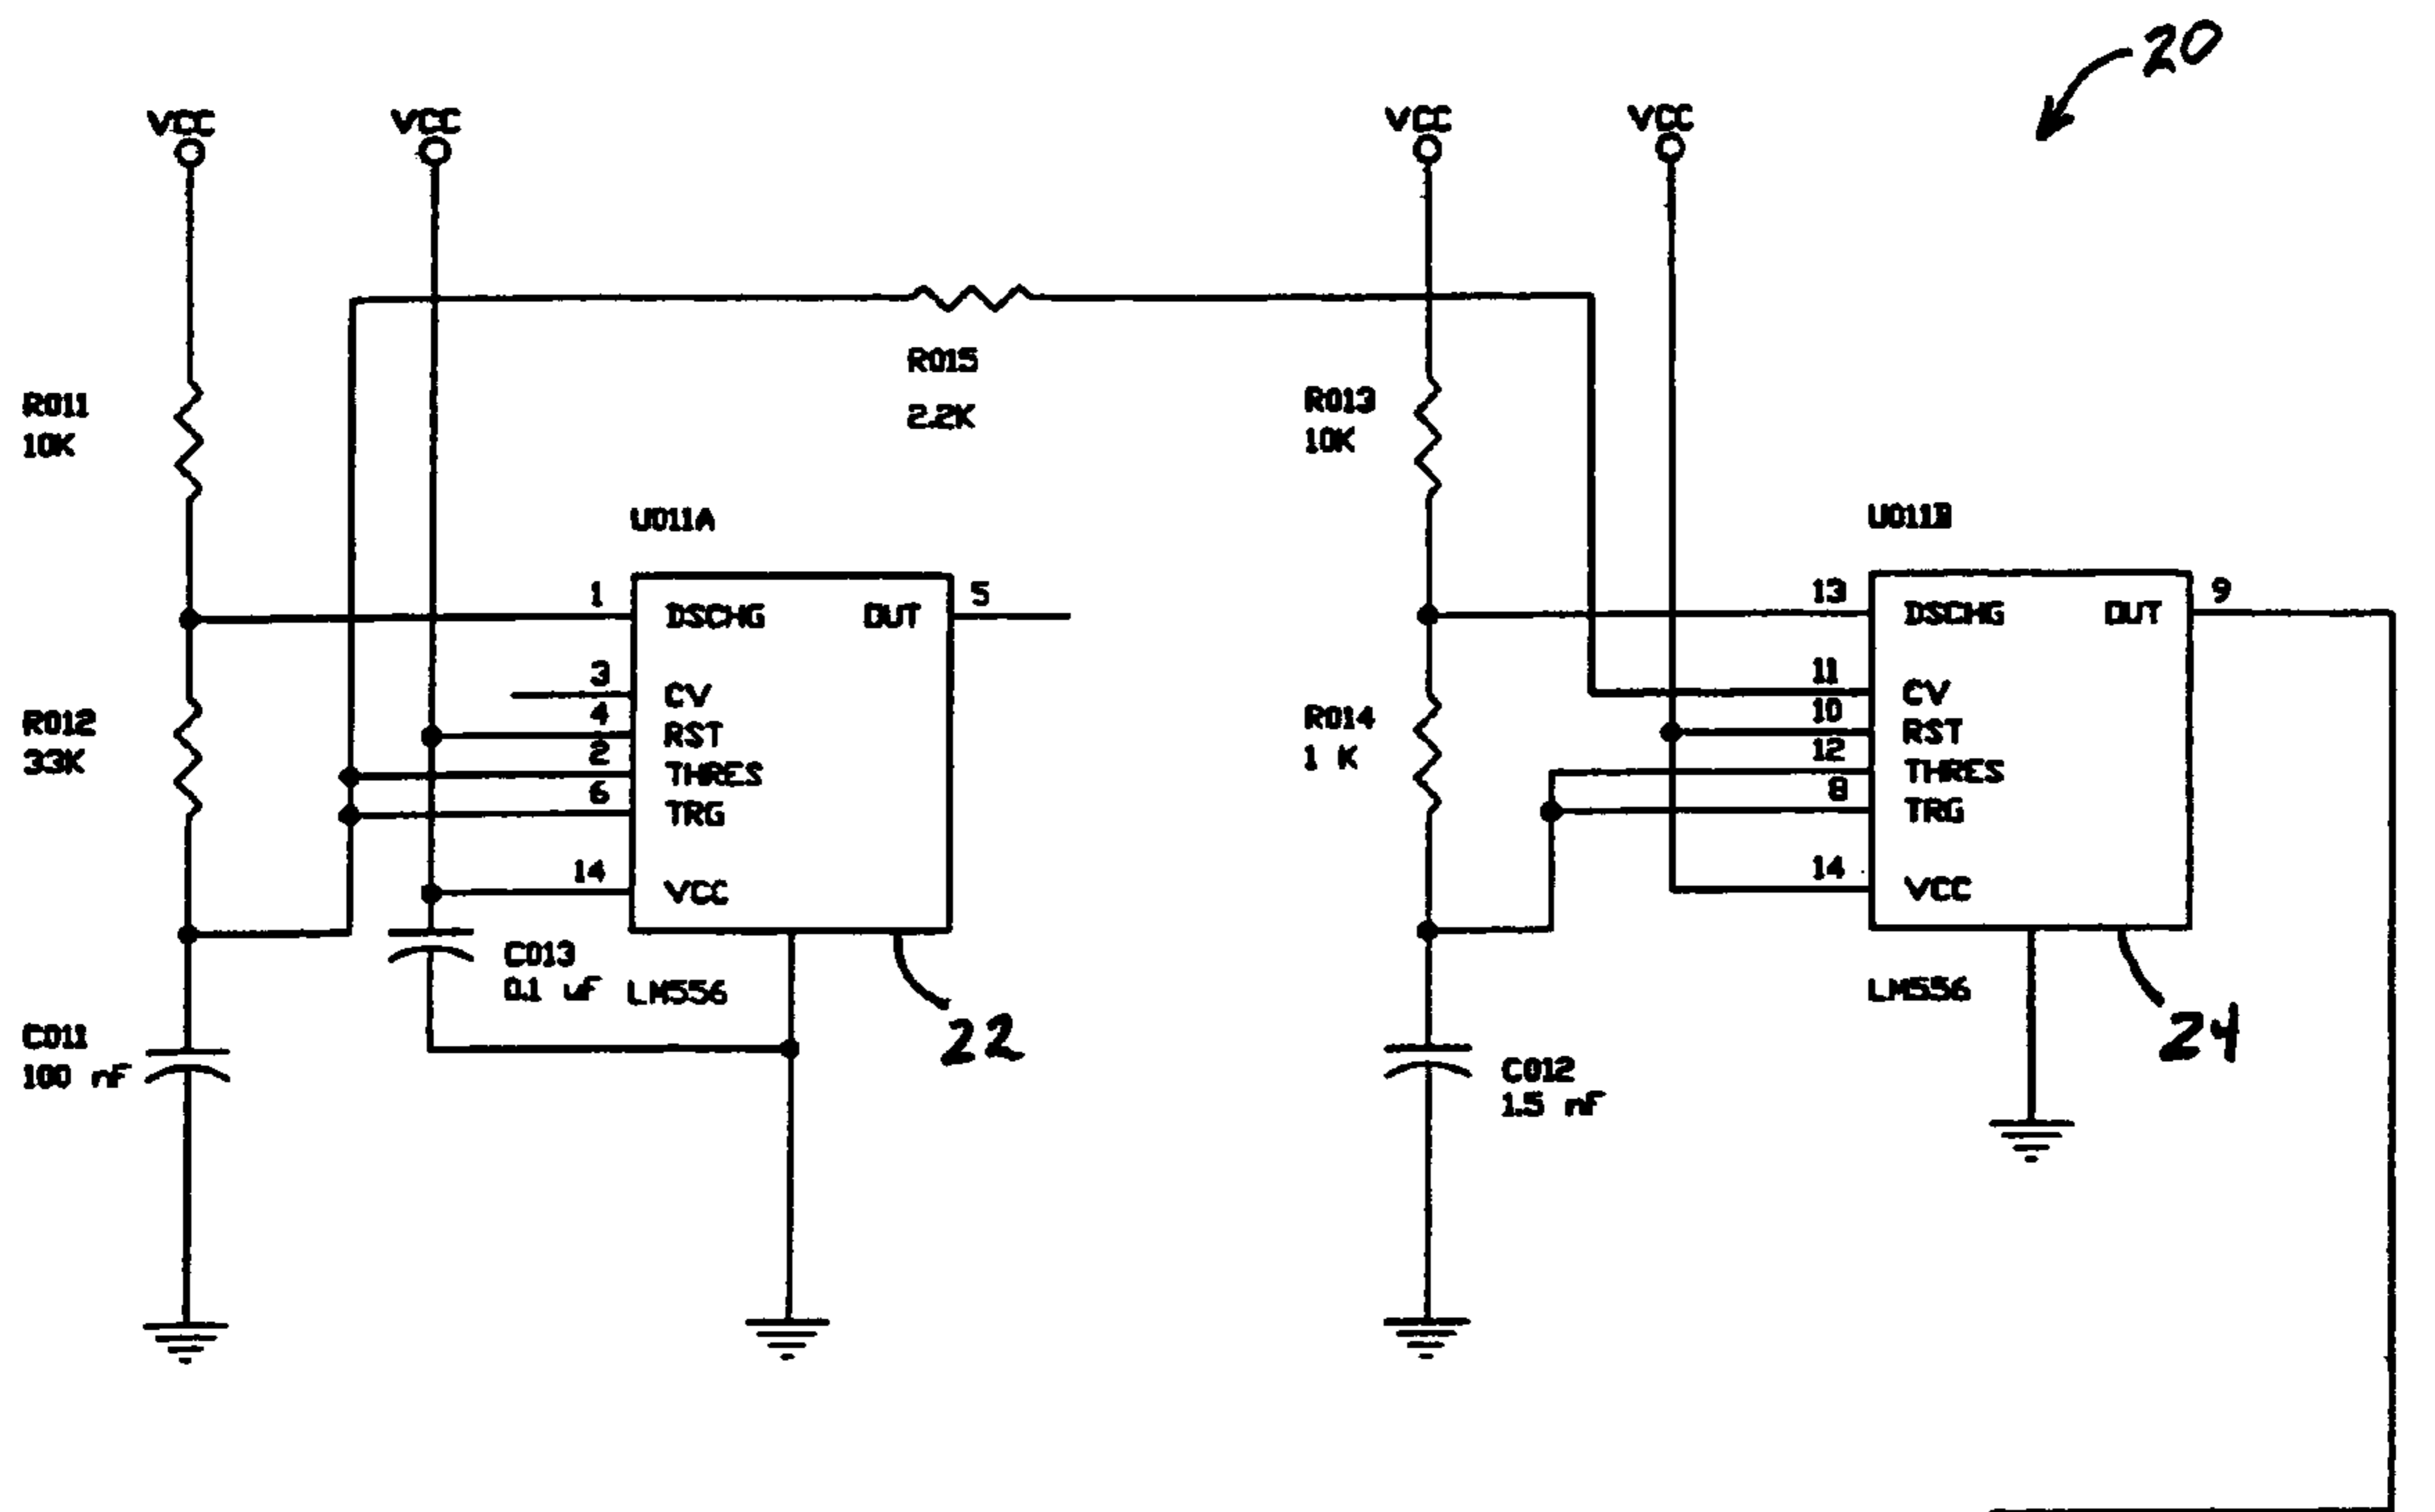 20
VCC
VCC
VCC
VCC
R015
2.2K
R011
10K
R013
10K
U011A
U011B
1
DSCHG
OUT
5
13
DSCHG
OUT
9
3
CV
4
RST
2
THRES
6
TRG
14
VCC
11
CV
10
RST
12
THRES
8
TRG
14
VCC
R012
33K
R014
1 K
C013
0.1 uF
LM556
22
LM556
24
C011
100 nF
C012
1.5 nF